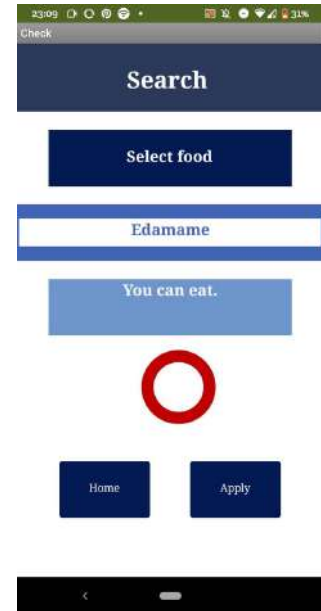 23:09
31%
Check
Search
Select food
Edamame
You can eat.
Home
Apply